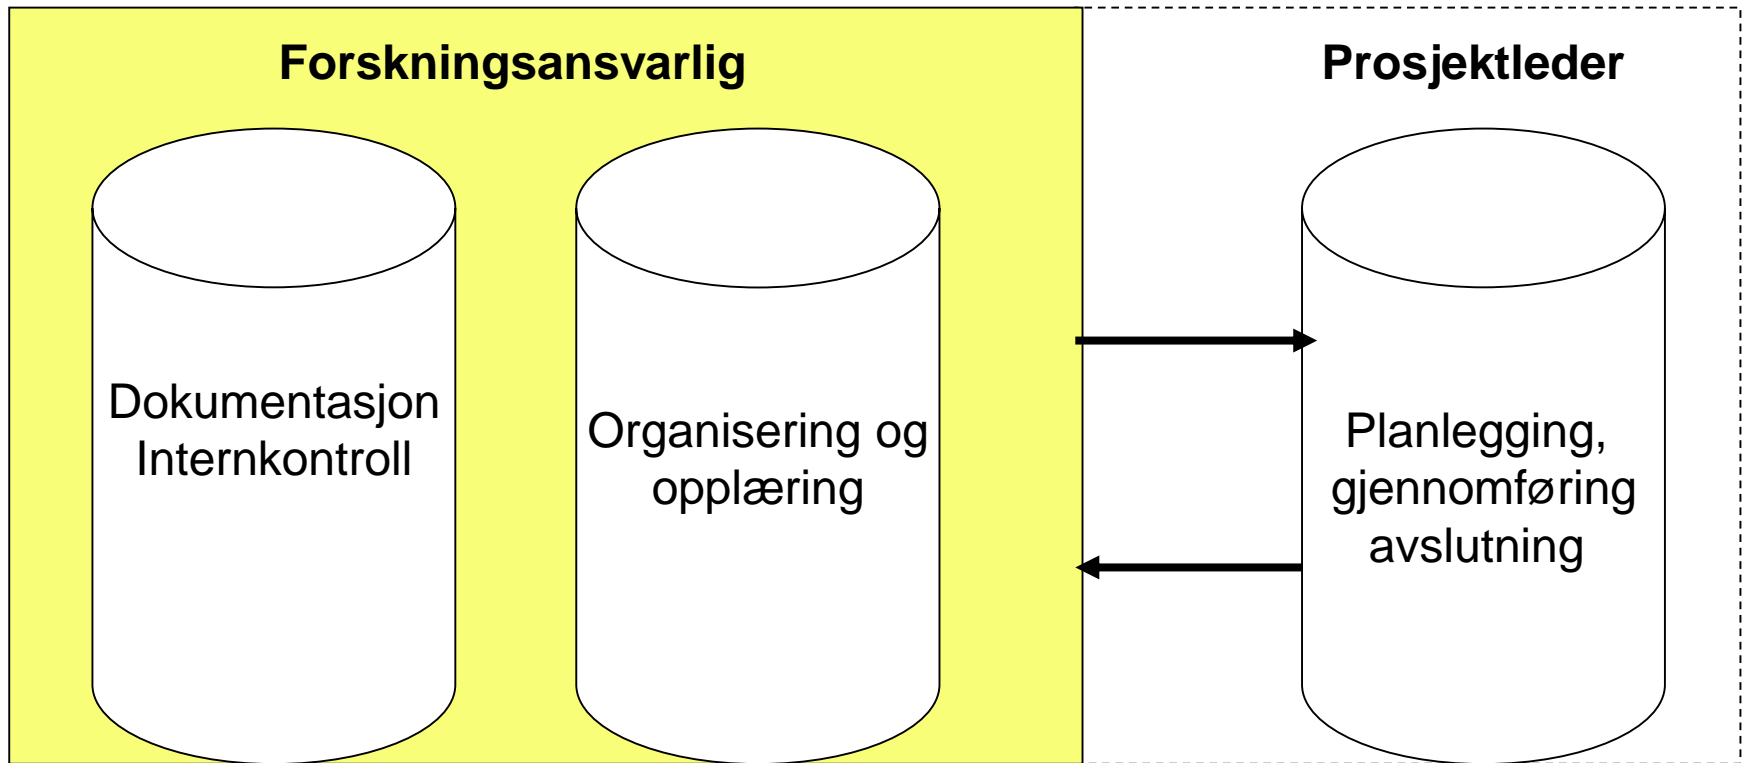 Forskningsansvarlig
Prosjektleder
Dokumentasjon
Internkontroll
Organisering og
opplæring
Planlegging,
gjennomføring
avslutning